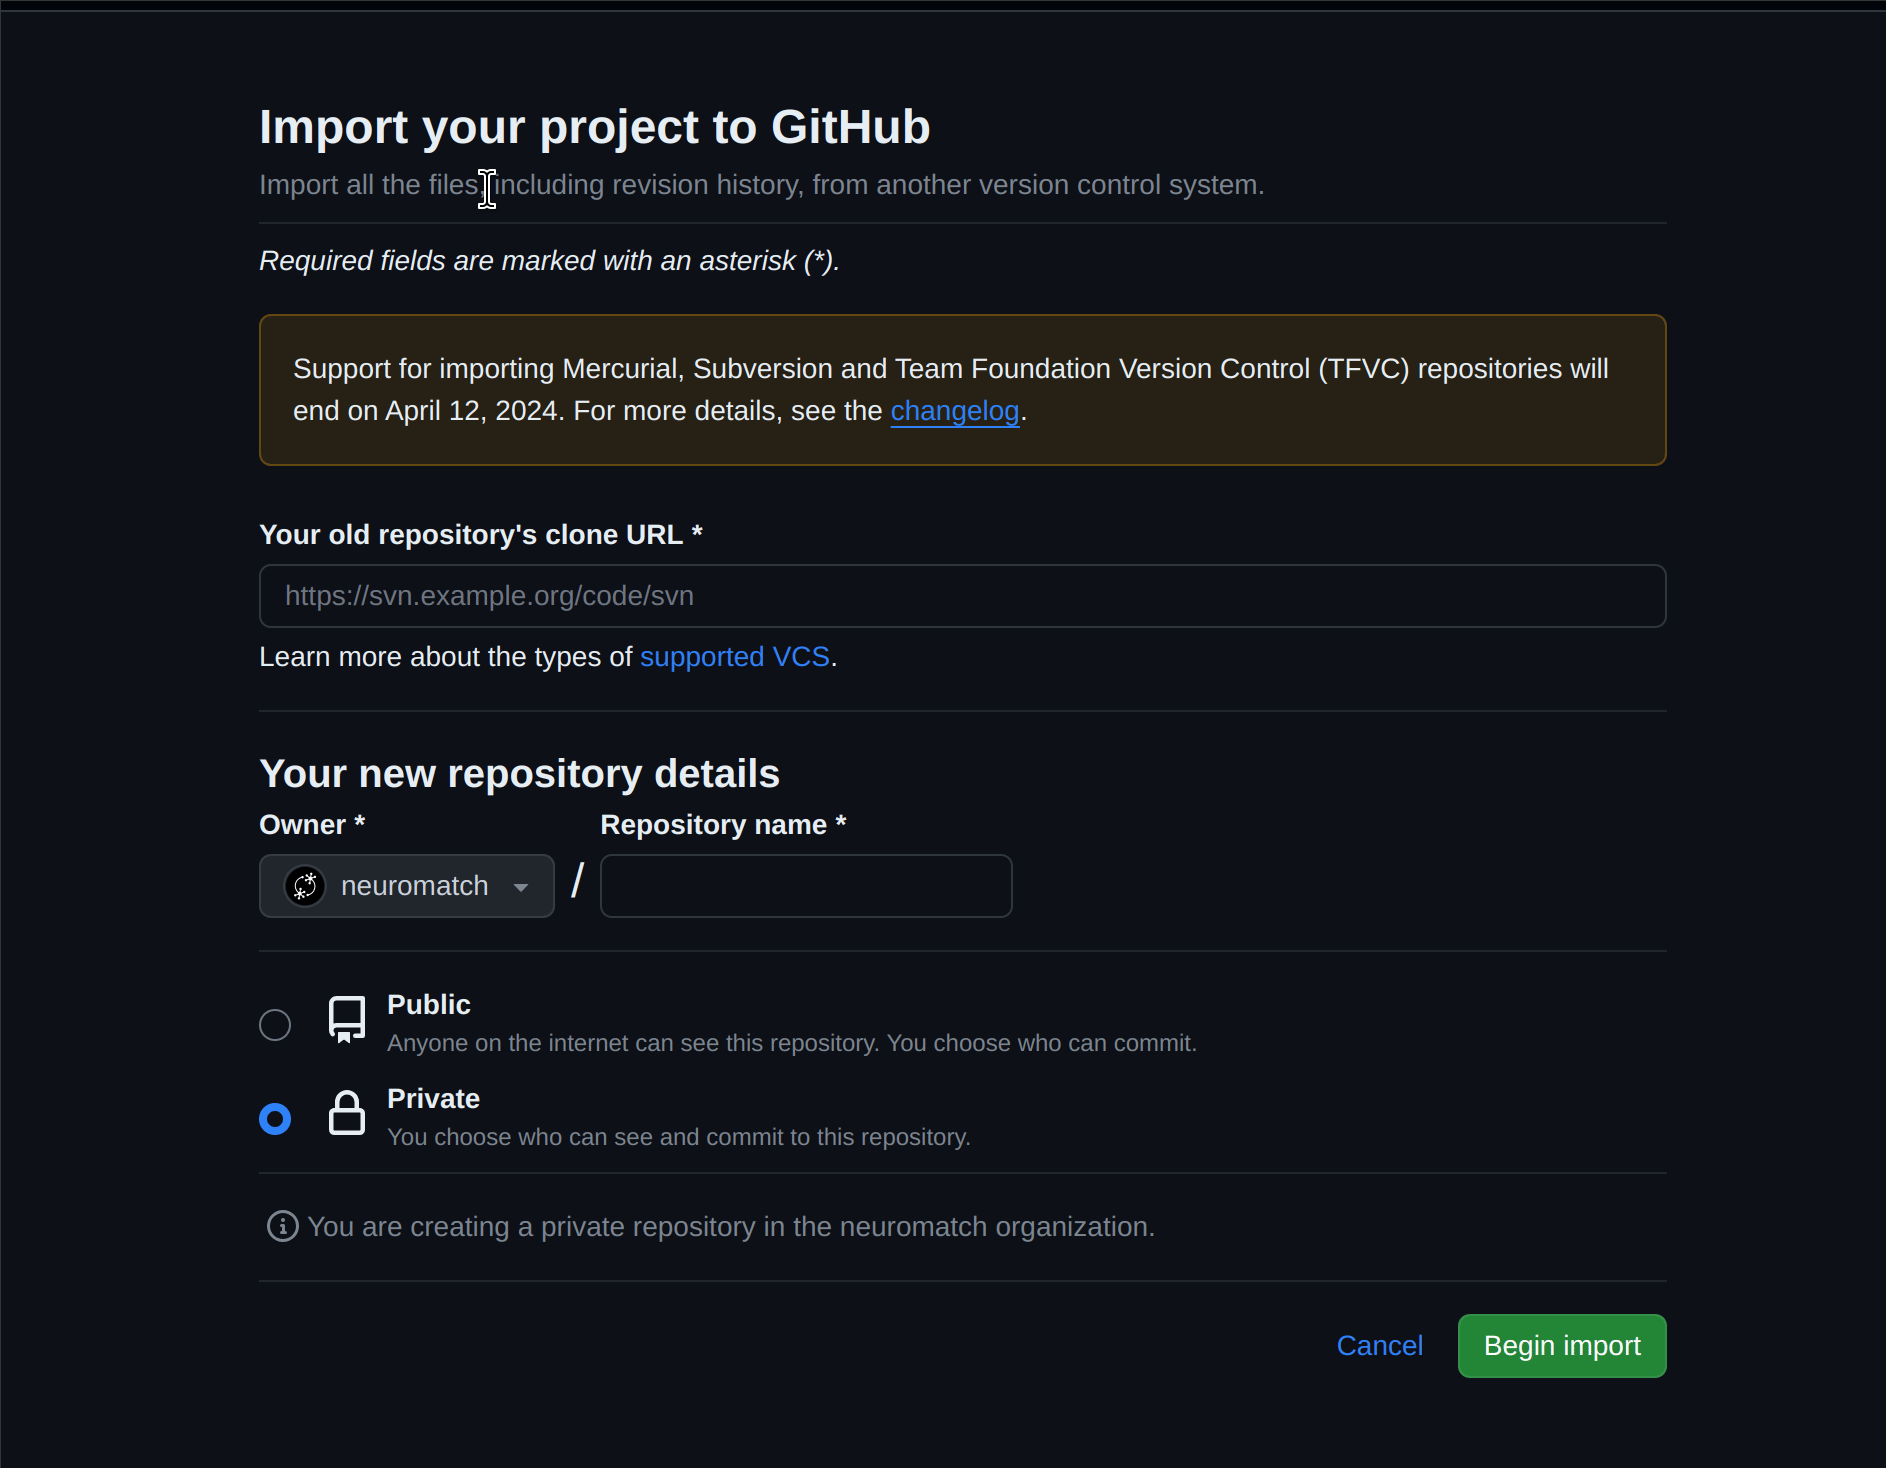 Import your project to GitHub
Import all the files, including revision history, from another version control system.
Required fields are marked with an asterisk (*).
Support for importing Mercurial, Subversion and Team Foundation Version Control (TFVC) repositories will
end on April 12, 2024. For more details, see the changelog.
Your old repository's clone URL *
https://svn.example.org/code/svn
Learn more about the types of supported VCS.
Your new repository details
Owner * Repository name *
neuromatch /
Public
Anyone on the internet can see this repository. You choose who can commit.
Private
You choose who can see and commit to this repository.
You are creating a private repository in the neuromatch organization.
Cancel Begin import